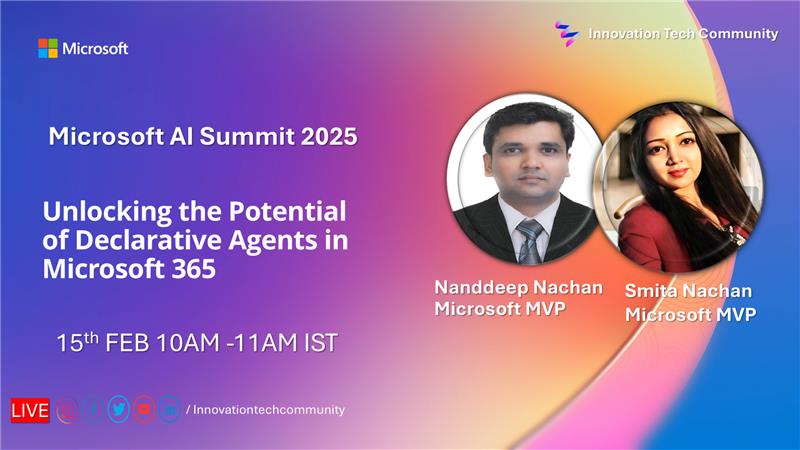 Microsoft
Innovation Tech Community
Microsoft AI Summit 2025
Unlocking the Potential
of Declarative Agents in
Microsoft 365
Nanddeep Nachan
Microsoft MVP
Smita Nachan
Microsoft MVP
15th FEB 10AM -11AM IST
LIVE
/ Innovationtechcommunity